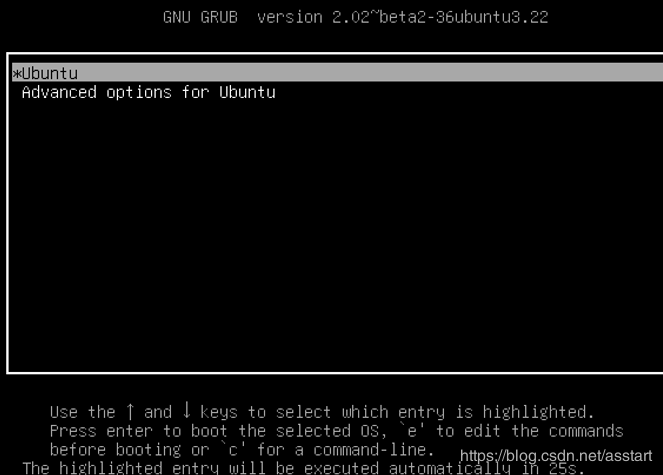 GNU GRUB  version 2.02~beta2-36ubuntu3.22
*Ubuntu
Advanced options for Ubuntu
Use the ↑ and ↓ keys to select which entry is highlighted.
Press enter to boot the selected OS, `e' to edit the commands
before booting or `c' for a command-line.
The highlighted entry will be executed automatically in 25s.
https://blog.csdn.net/asstart